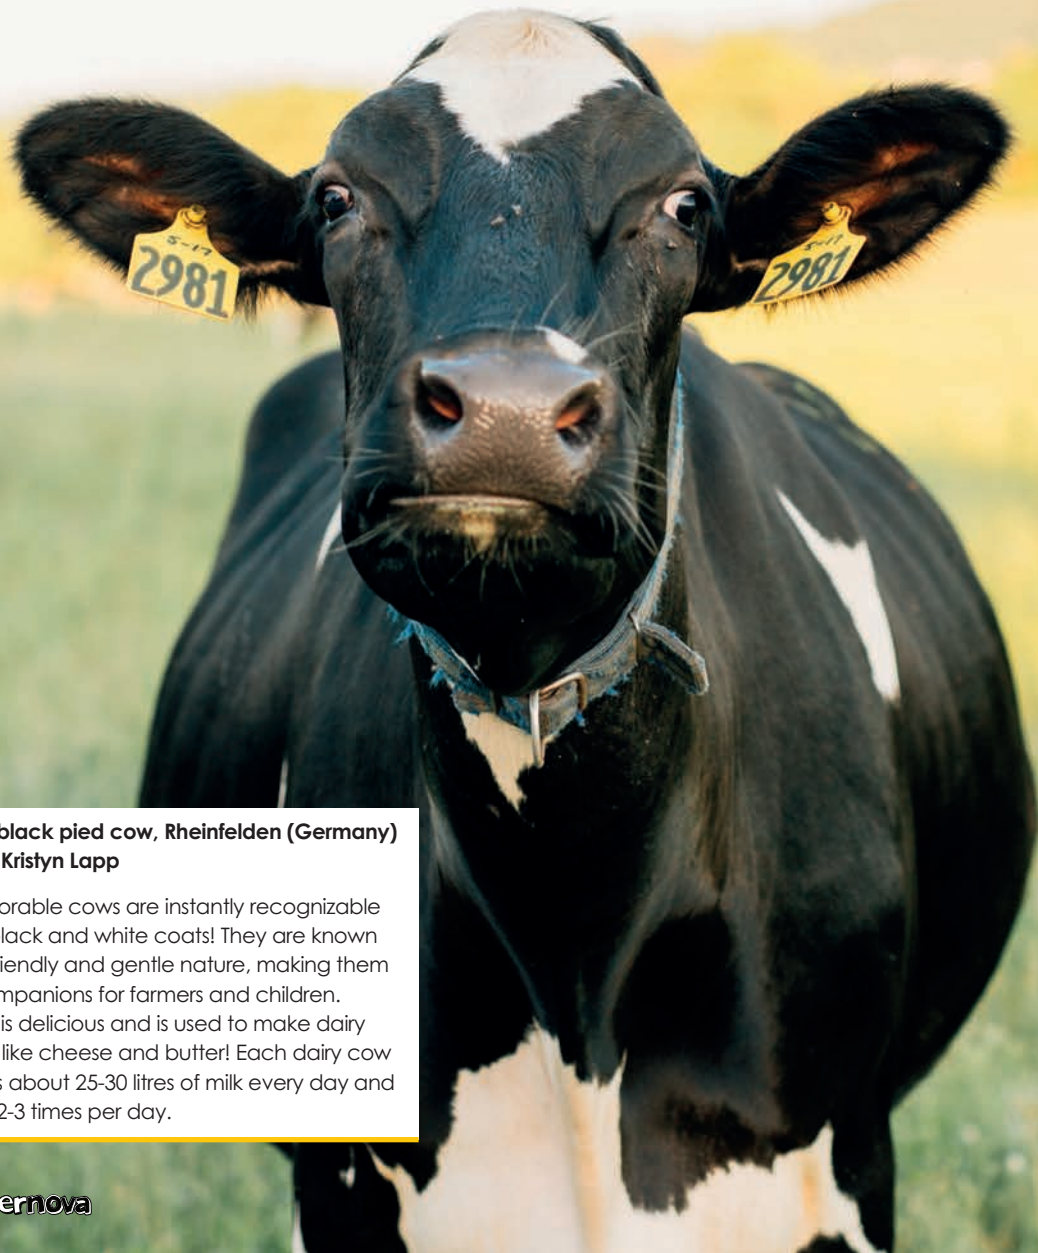 5-17
2981
5-17
2981
black pied cow, Rheinfelden (Germany)
Kristyn Lapp
orable cows are instantly recognizable
lack and white coats! They are known
iendly and gentle nature, making them
mpanions for farmers and children.
is delicious and is used to make dairy
like cheese and butter! Each dairy cow
s about 25-30 litres of milk every day and
2-3 times per day.
ernova